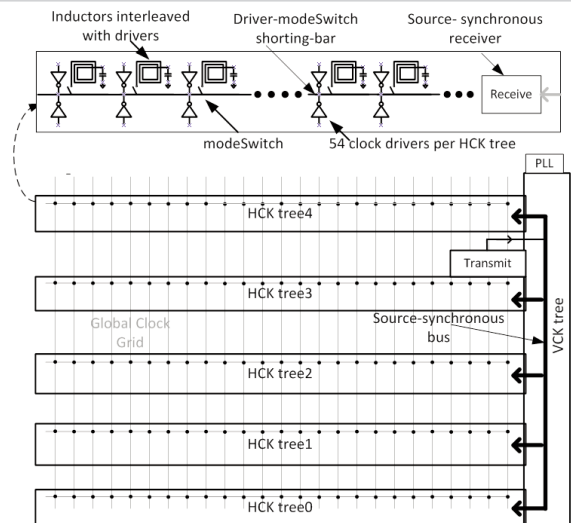 Inductors interleaved
with drivers
Driver-modeSwitch
shorting-bar
Source- synchronous
receiver
Receive
modeSwitch
54 clock drivers per HCK tree
PLL
HCK tree4
Transmit
HCK tree3
Global Clock
Grid
Source-synchronous
bus
VCK tree
HCK tree2
HCK tree1
HCK tree0